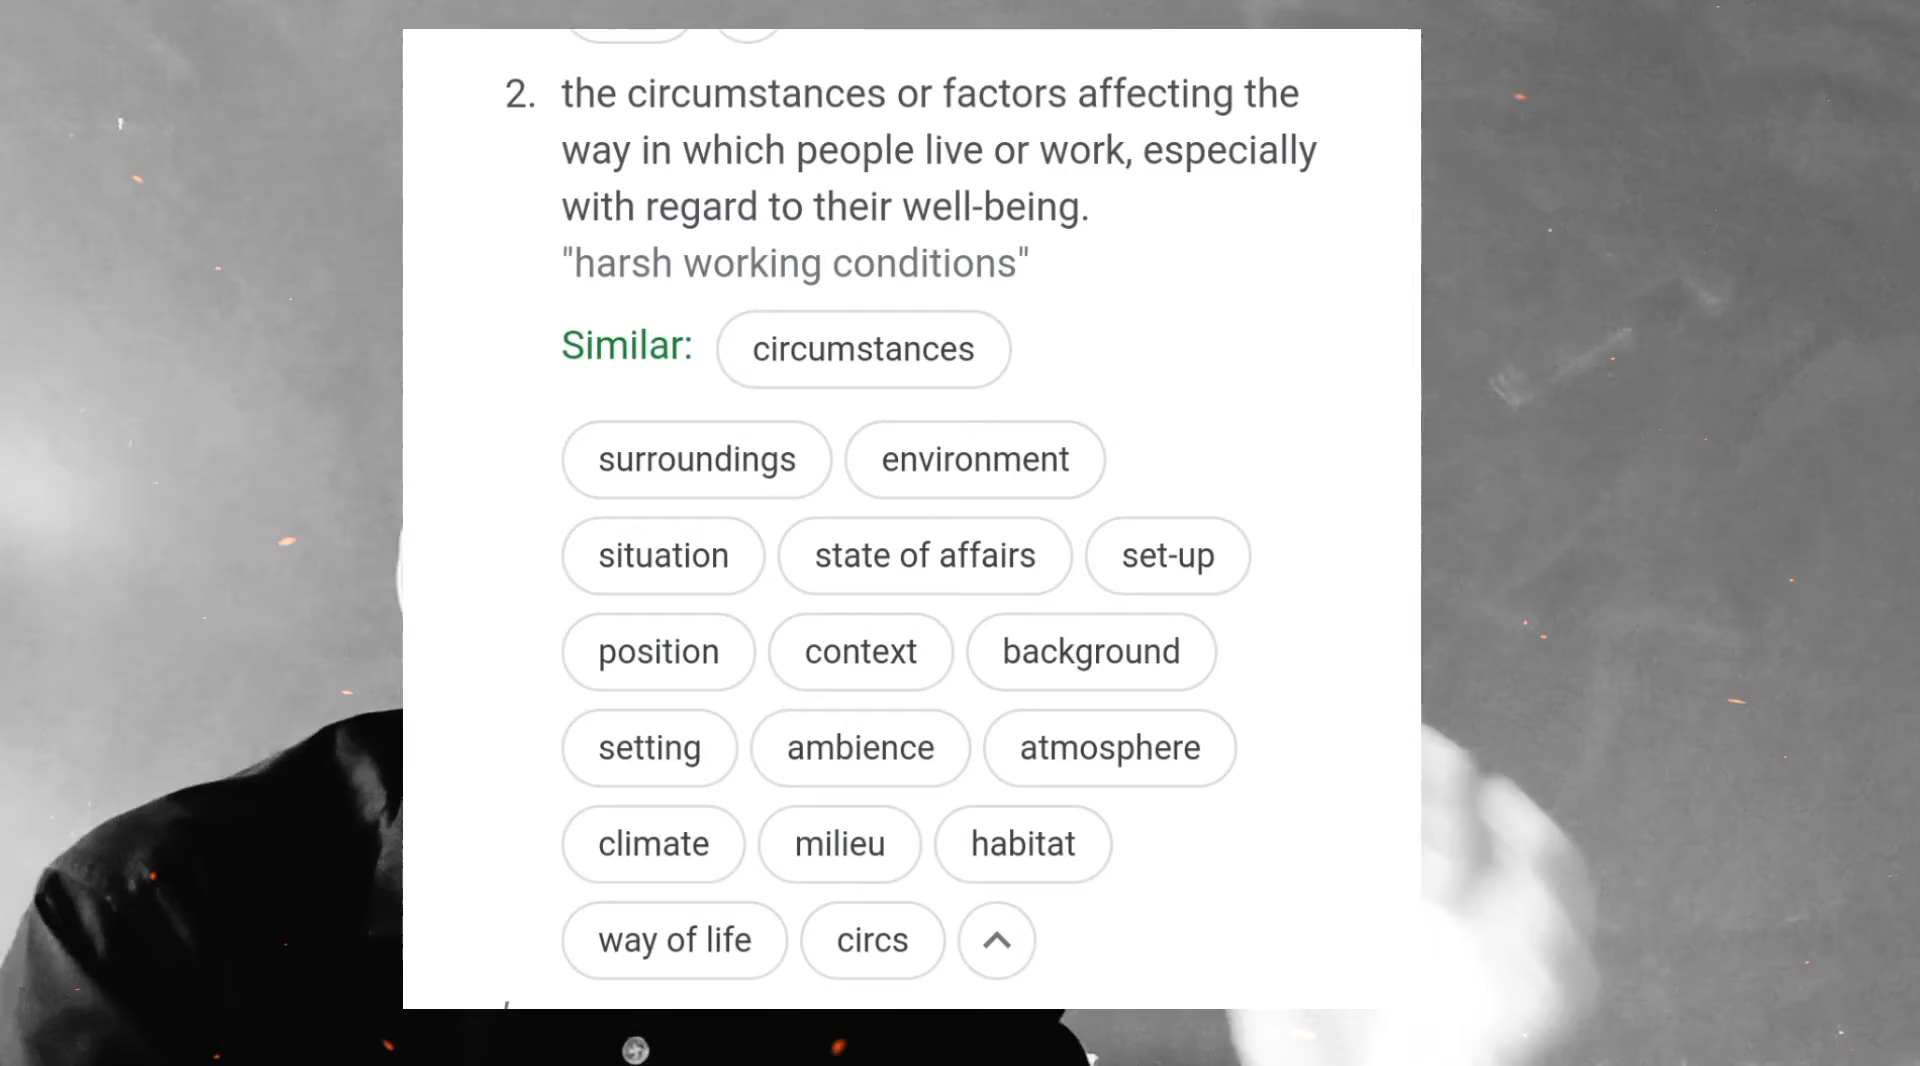 2. the circumstances or factors affecting the
way in which people live or work, especially
with regard to their well-being.
"harsh working conditions"
Similar: circumstances
surroundings environment
situation state of affairs set-up
position context background
setting ambience atmosphere
climate milieu habitat
way of life circs